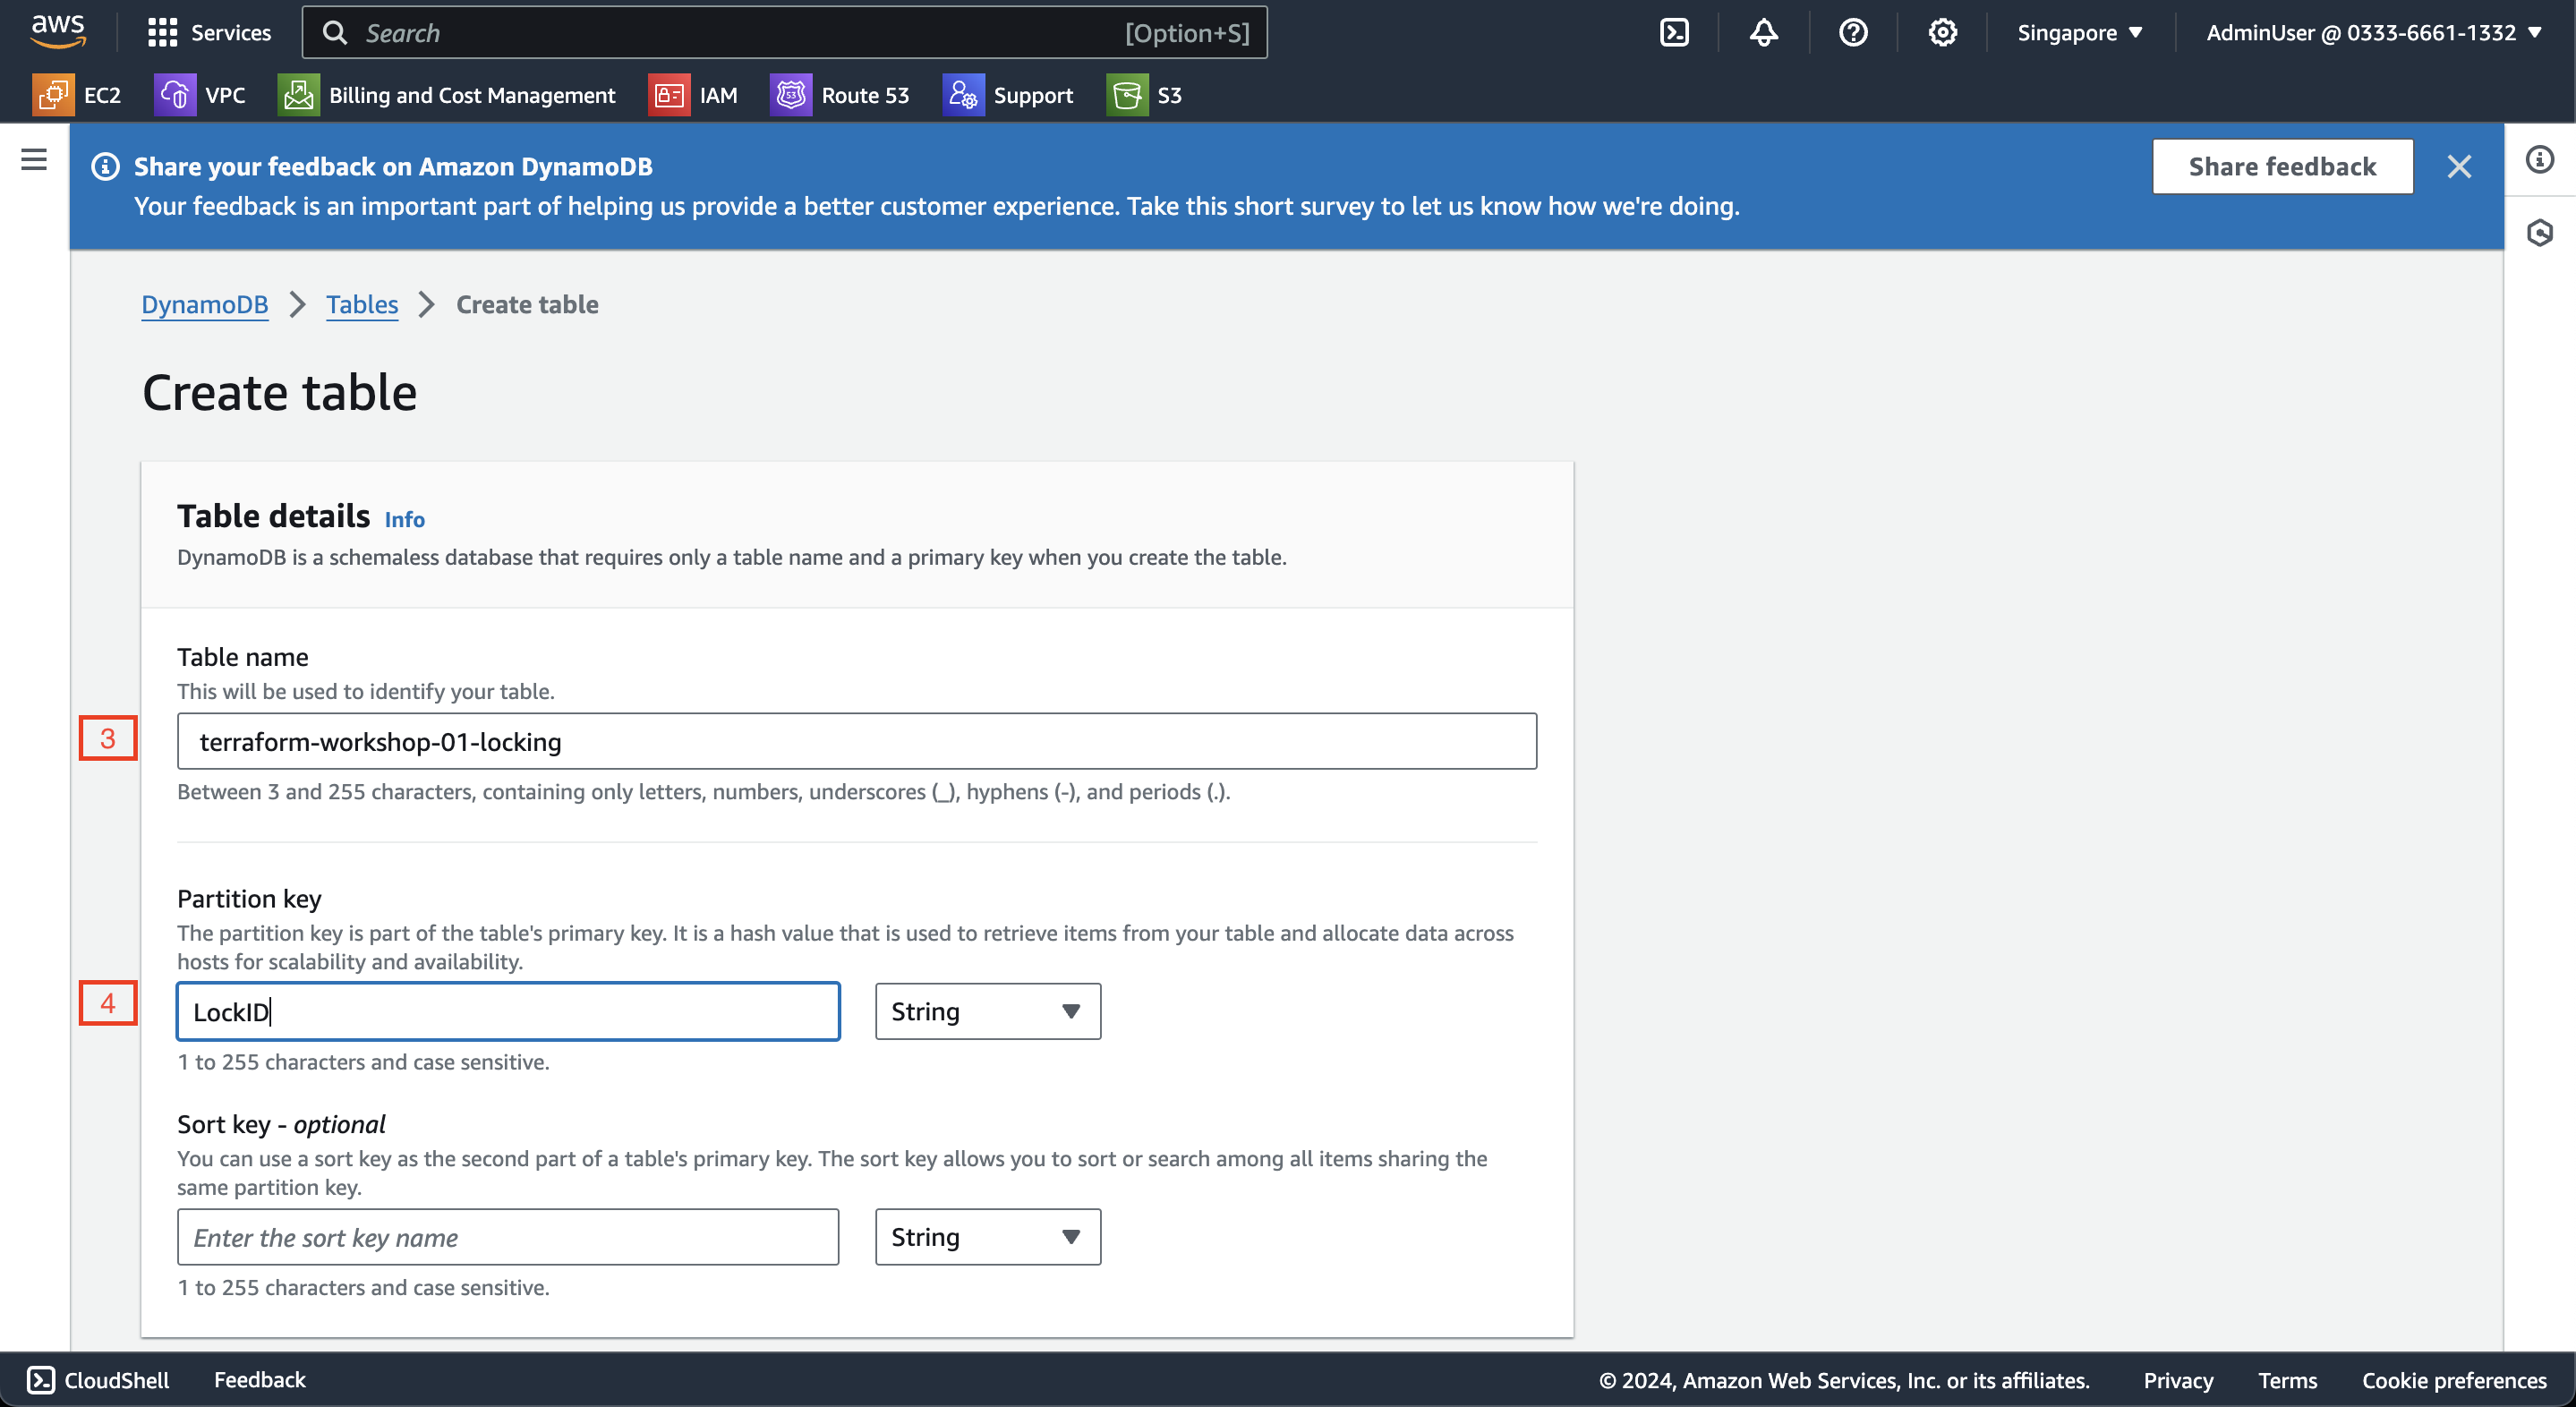 aws
Services
Search
[Option+S]
Singapore
AdminUser @ 0333-6661-1332
EC2
VPC
Billing and Cost Management
IAM
53
Route 53
Support
S3
Share your feedback on Amazon DynamoDB
Your feedback is an important part of helping us provide a better customer experience. Take this short survey to let us know how we're doing.
Share feedback
DynamoDB
Tables
Create table
Create table
Table details
Info
DynamoDB is a schemaless database that requires only a table name and a primary key when you create the table.
Table name
This will be used to identify your table.
3
terraform-workshop-01-locking
Between 3 and 255 characters, containing only letters, numbers, underscores (_), hyphens (-), and periods (.).
Partition key
The partition key is part of the table's primary key. It is a hash value that is used to retrieve items from your table and allocate data across
hosts for scalability and availability.
4
LockID
String
1 to 255 characters and case sensitive.
Sort key - optional
You can use a sort key as the second part of a table's primary key. The sort key allows you to sort or search among all items sharing the
same partition key.
Enter the sort key name
String
1 to 255 characters and case sensitive.
CloudShell
Feedback
© 2024, Amazon Web Services, Inc. or its affiliates.
Privacy
Terms
Cookie preferences